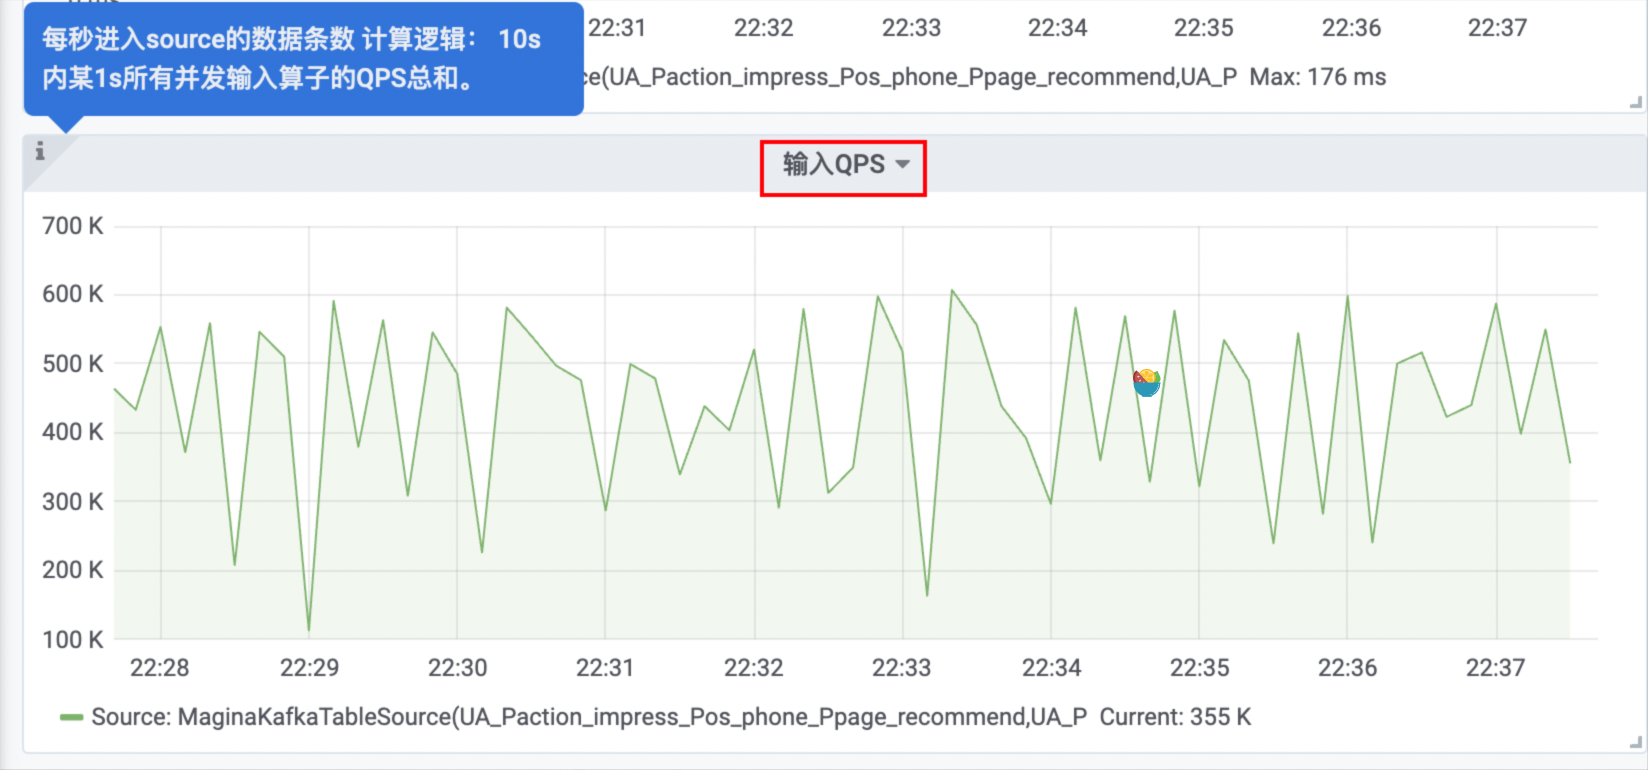 每秒进入source的数据条数 计算逻辑： 10s
内某1s所有并发输入算子的QPS总和。
22:31 22:32 22:33 22:34 22:35 22:36 22:37
ce(UA_Paction_impress_Pos_phone_Ppage_recommend,UA_P Max: 176 ms
i
输入QPS
700 K
600 K
500 K
400 K
300 K
200 K
100 K
22:28 22:29 22:30 22:31 22:32 22:33 22:34 22:35 22:36 22:37
Source: MaginaKafkaTableSource(UA_Paction_impress_Pos_phone_Ppage_recommend,UA_P Current: 355 K